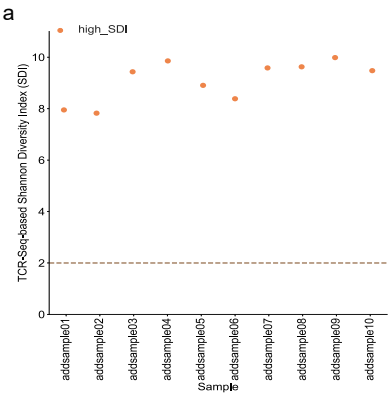 a
high_SDI
TCR-Seq-based Shannon Diversity Index (SDI)
10
8
6
4
2
0
addsample01
addsample02
addsample03
addsample04
addsample05
addsample06
addsample07
addsample08
addsample09
addsample10
Sample